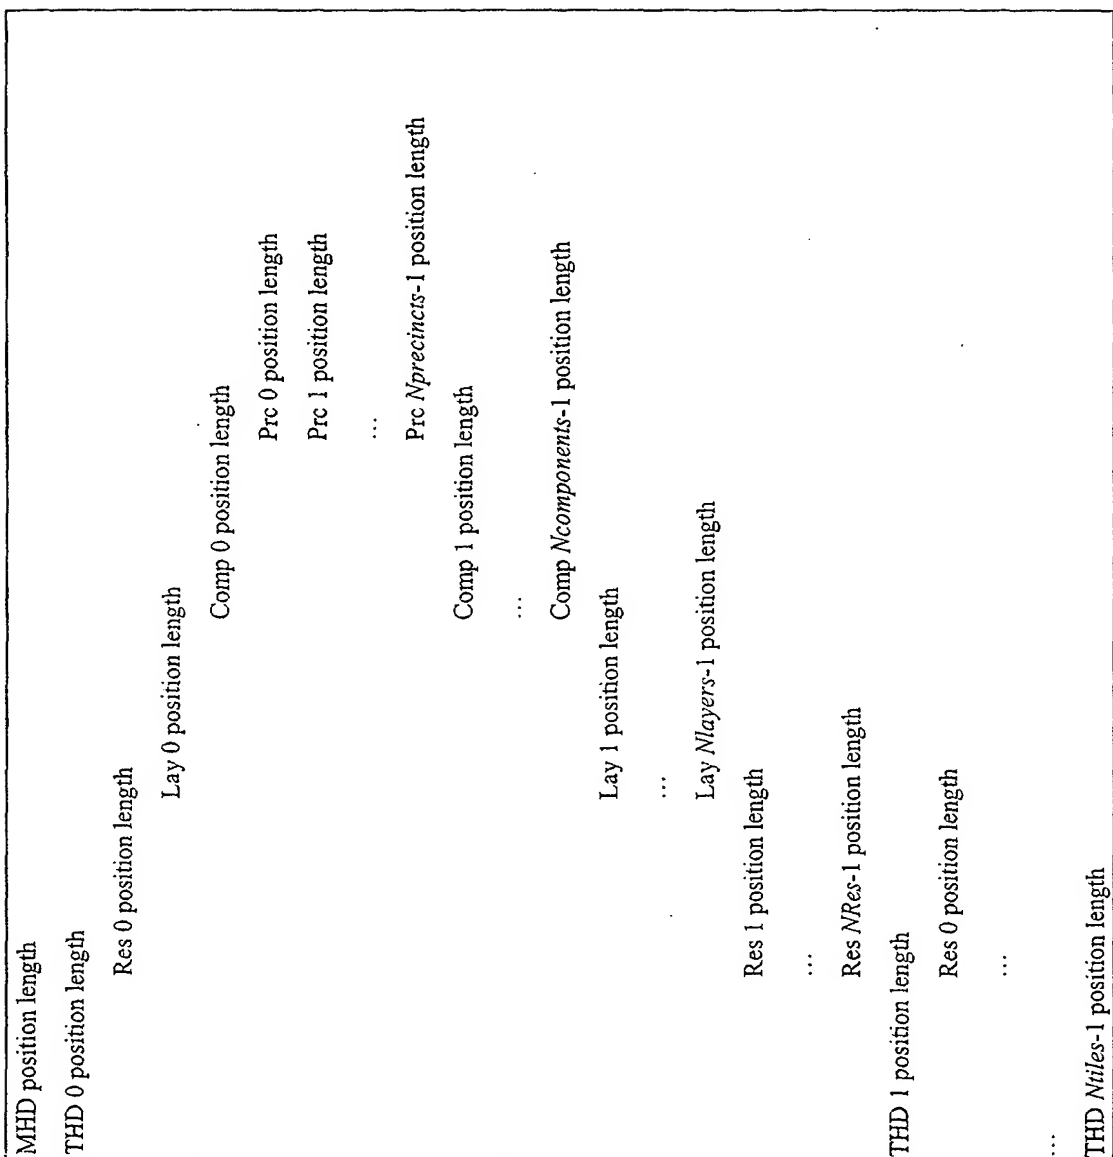 MHD position length
THD 0 position length
Res 0 position length
Lay 0 position length
Comp 0 position length
Prc 0 position length
Prc 1 position length
...
Prc Nprecincts-1 position length
Comp 1 position length
...
Comp Ncomponents-1 position length
Lay 1 position length
...
Lay Nlayers-1 position length
Res 1 position length
...
Res NRes-1 position length
THD 1 position length
Res 0 position length
...
...
THD Ntiles-1 position length